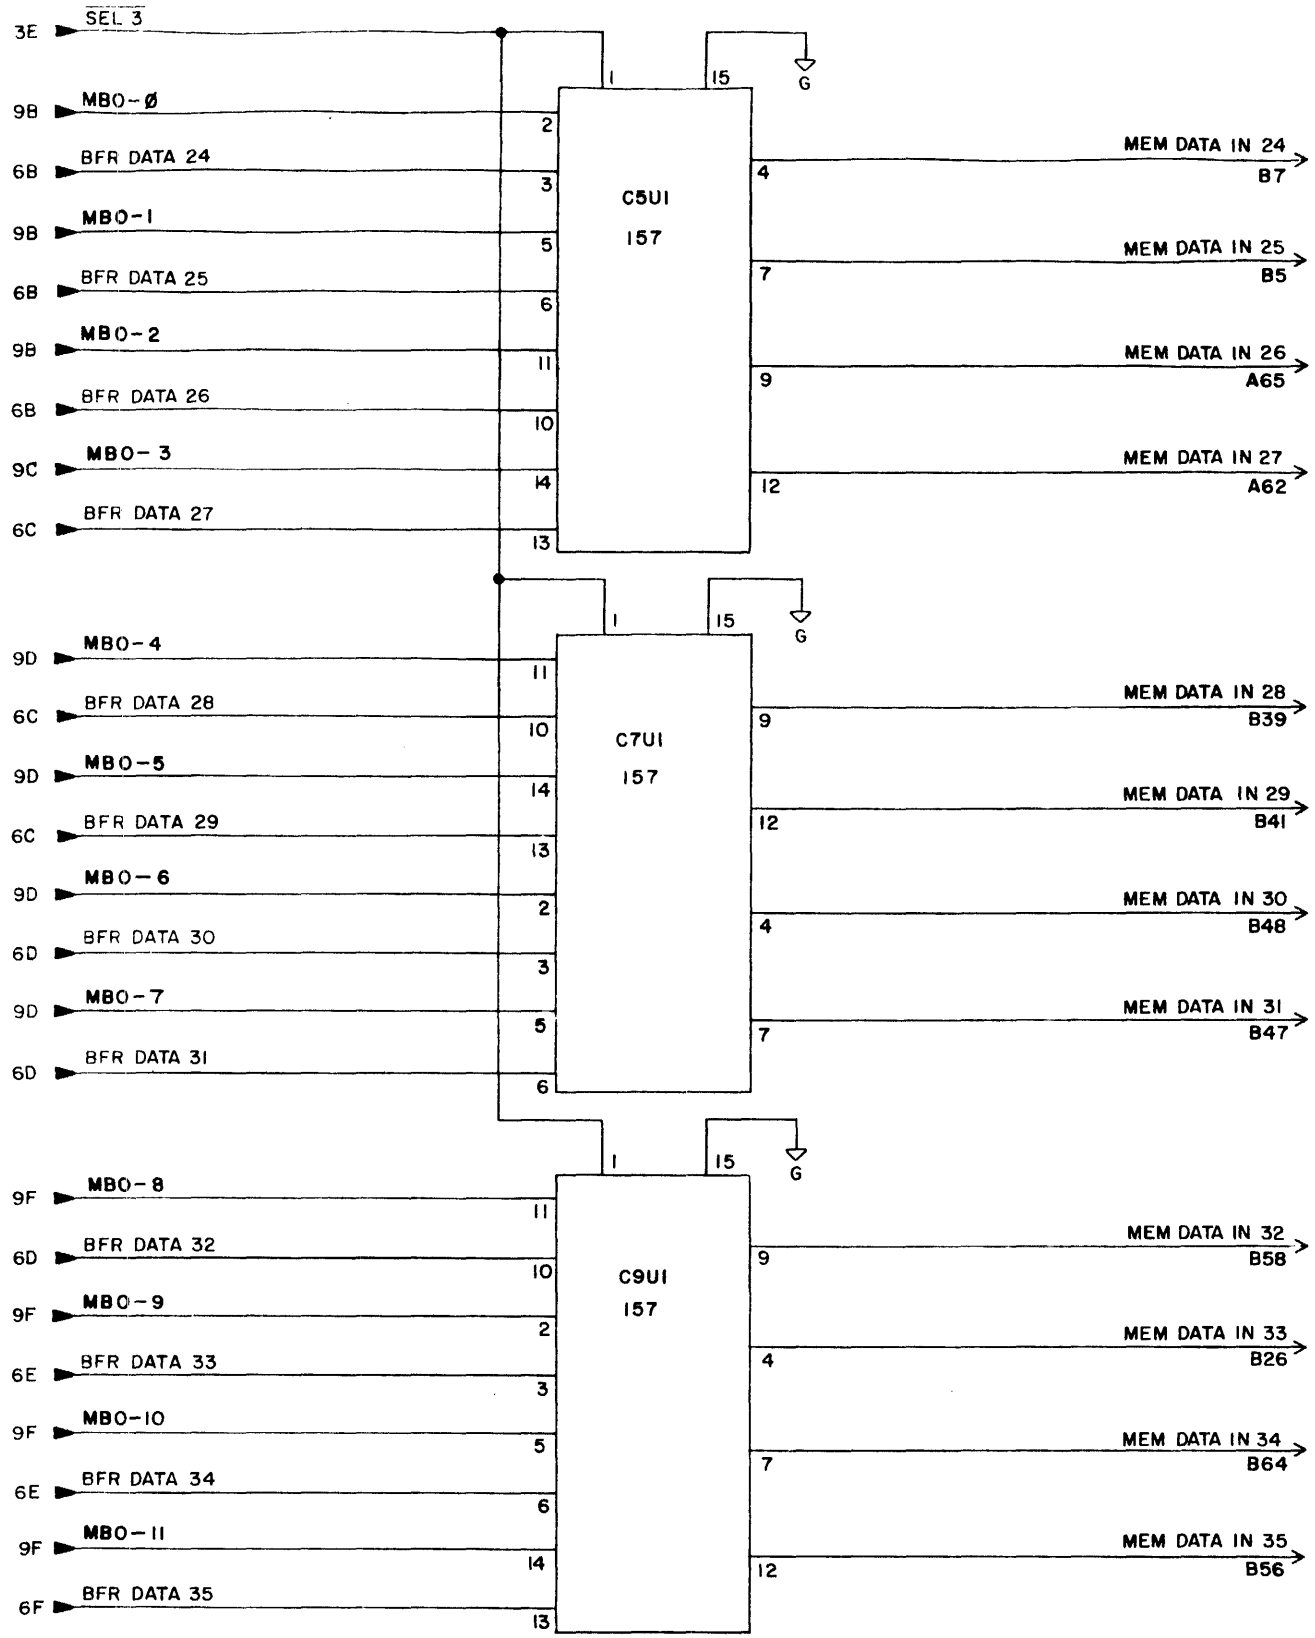 3E SEL 3
1 15
G
9B MBO-Ø 2
6B BFR DATA 24 3
9B MBO-1 5
6B BFR DATA 25 6
9B MBO-2 11
6B BFR DATA 26 10
9C MBO-3 14
6C BFR DATA 27 13
C5U1
157
4 MEM DATA IN 24
B7
7 MEM DATA IN 25
B5
9 MEM DATA IN 26
A65
12 MEM DATA IN 27
A62
1 15
G
9D MBO-4 11
6C BFR DATA 28 10
9D MBO-5 14
6C BFR DATA 29 13
9D MBO-6 2
6D BFR DATA 30 3
9D MBO-7 5
6D BFR DATA 31 6
C7U1
157
9 MEM DATA IN 28
B39
12 MEM DATA IN 29
B41
4 MEM DATA IN 30
B48
7 MEM DATA IN 31
B47
1 15
G
9F MBO-8 11
6D BFR DATA 32 10
9F MBO-9 2
6E BFR DATA 33 3
9F MBO-10 5
6E BFR DATA 34 6
9F MBO-11 14
6F BFR DATA 35 13
C9U1
157
9 MEM DATA IN 32
B58
4 MEM DATA IN 33
B26
7 MEM DATA IN 34
B64
12 MEM DATA IN 35
B56